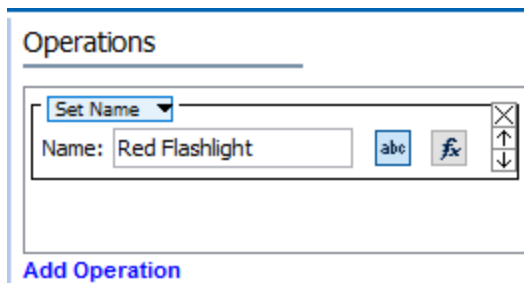 Operations
Set Name
Name: Red Flashlight abc fx
Add Operation